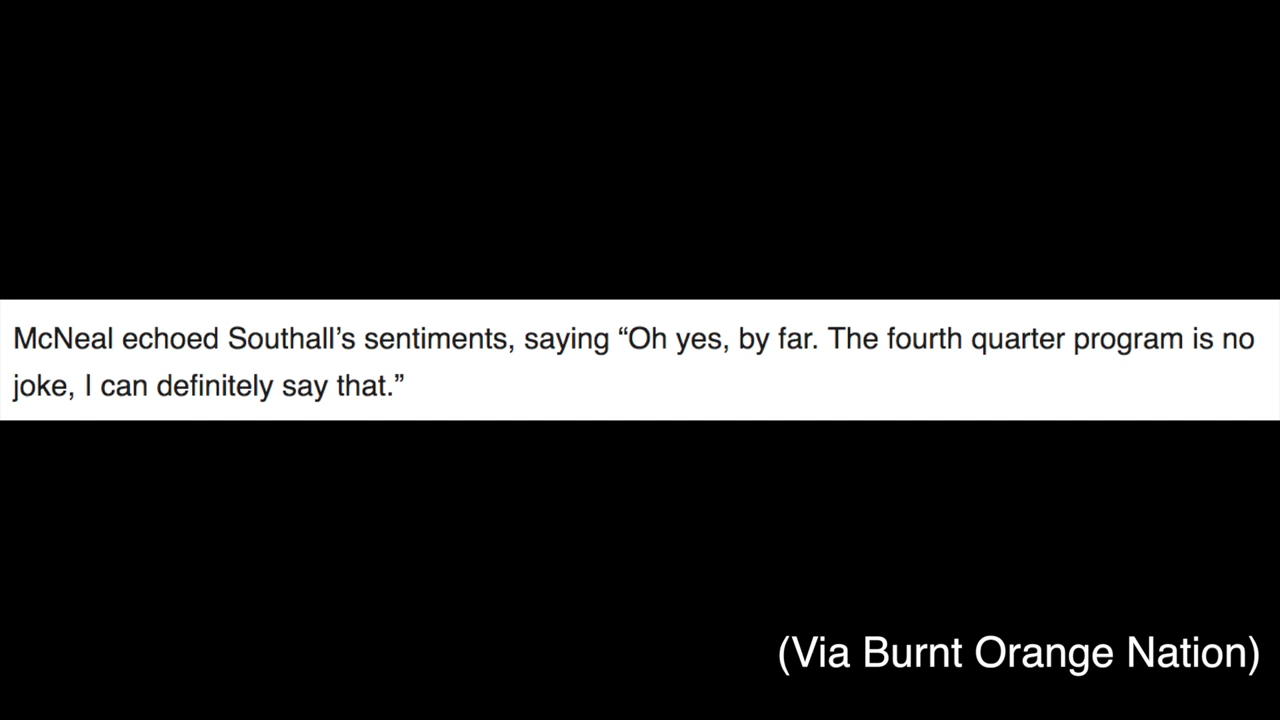 McNeal echoed Southall’s sentiments, saying “Oh yes, by far. The fourth quarter program is no
joke, I can definitely say that.”
(Via Burnt Orange Nation)